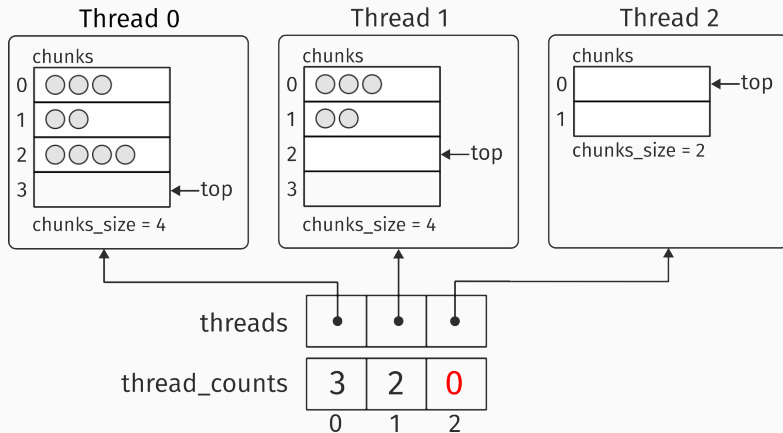 Thread 0
Thread 1
Thread 2
chunks
0
1
2
3
top
chunks_size = 4
chunks
0
1
2
3
top
chunks_size = 4
chunks
0
1
top
chunks_size = 2
threads
thread_counts 3 2 0
0 1 2